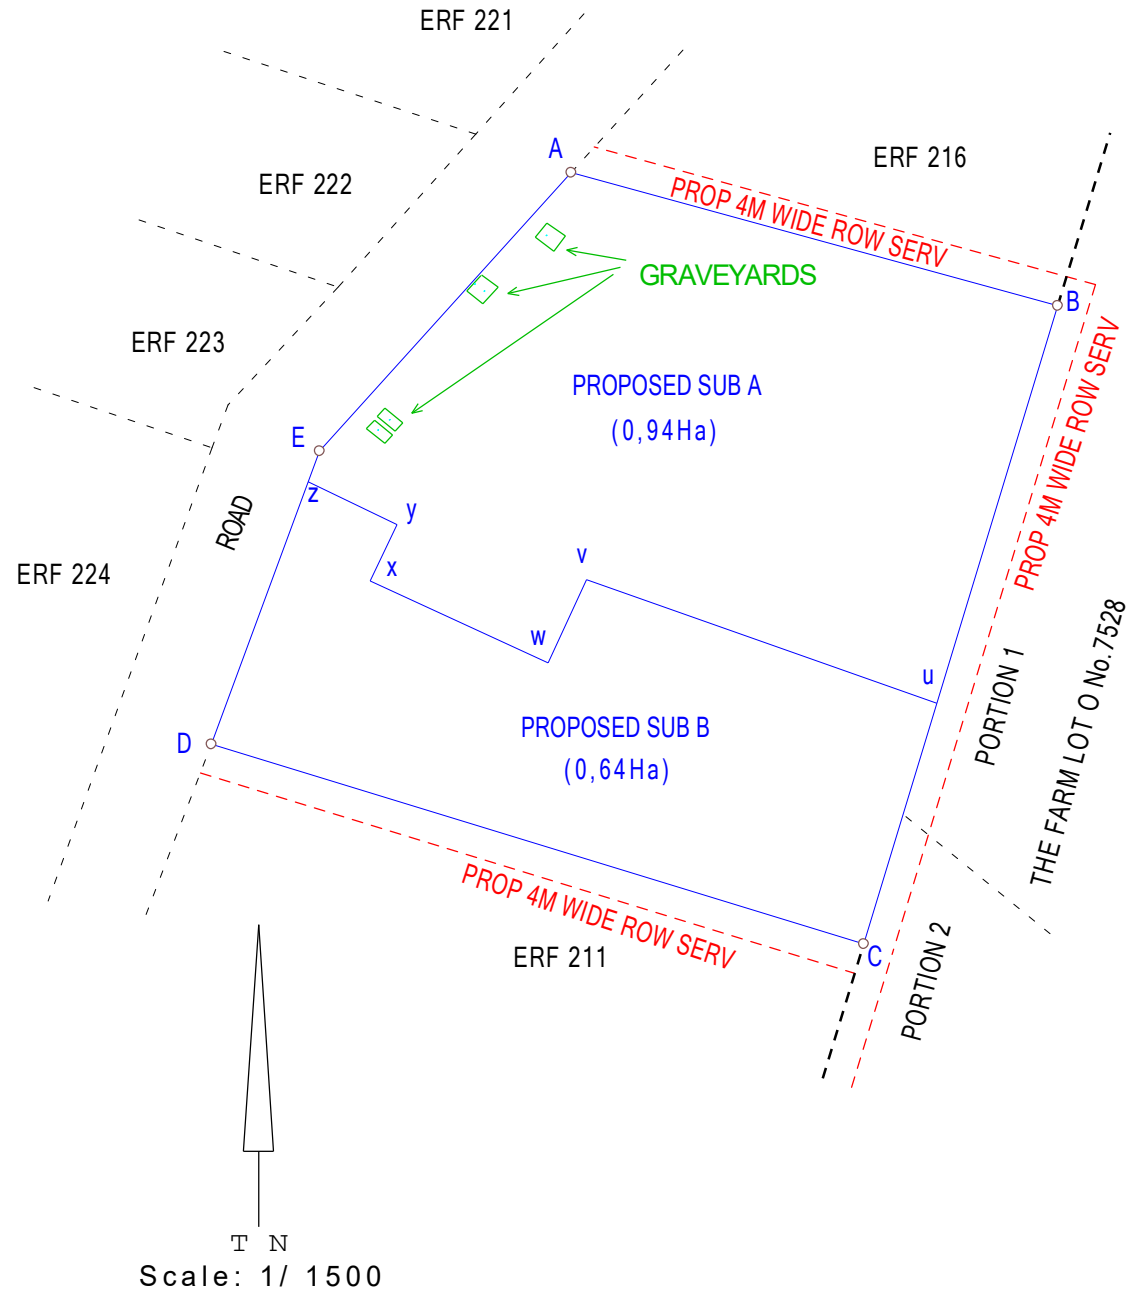 ERF 221
A
ERF 216
ERF 222
PROP 4M WIDE ROW SERV
GRAVEYARDS
B
ERF 223
PROPOSED SUB A
(0,94Ha)
PROP 4M WIDE ROW SERV
E
z
y
ROAD
v
x
ERF 224
w
u
THE FARM LOT O No.7528
PORTION 1
D
PROPOSED SUB B
(0,64Ha)
PROP 4M WIDE ROW SERV
ERF 211
C
PORTION 2
T N
Scale: 1/ 1500